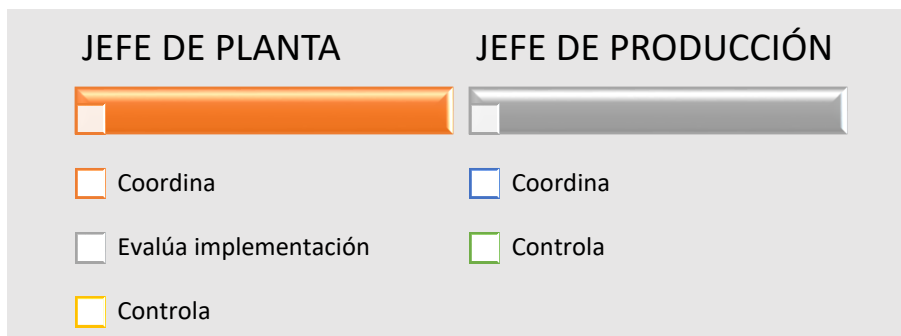 JEFE DE PLANTA
Coordina
Evalúa implementación
Controla
JEFE DE PRODUCCIÓN
Coordina
Controla